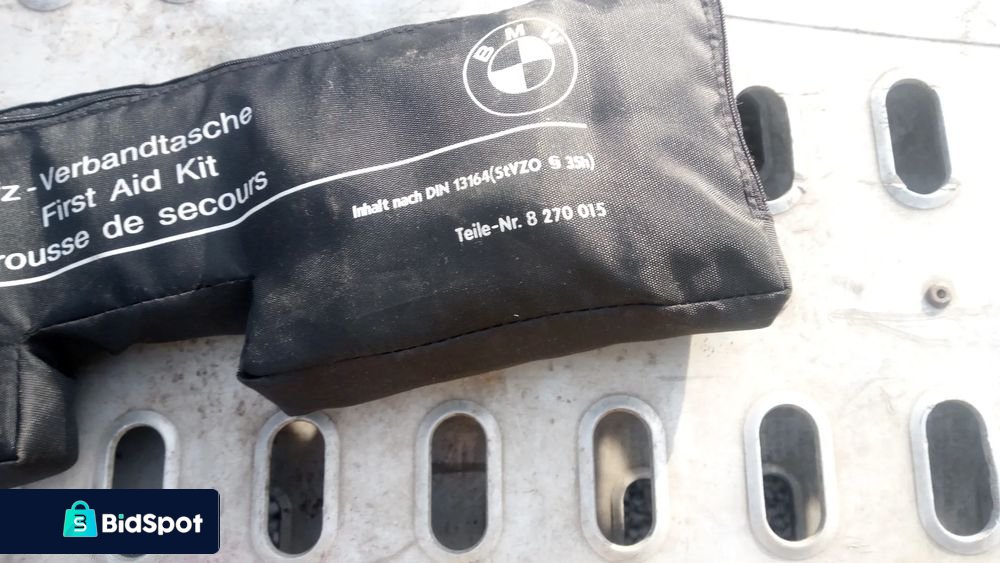 BMW
-Verbandtasche
First Aid Kit
de secours
Inhalt nach DIN 13164(StVZO § 35h)
Teile-Nr. 8 270 015
BidSpot